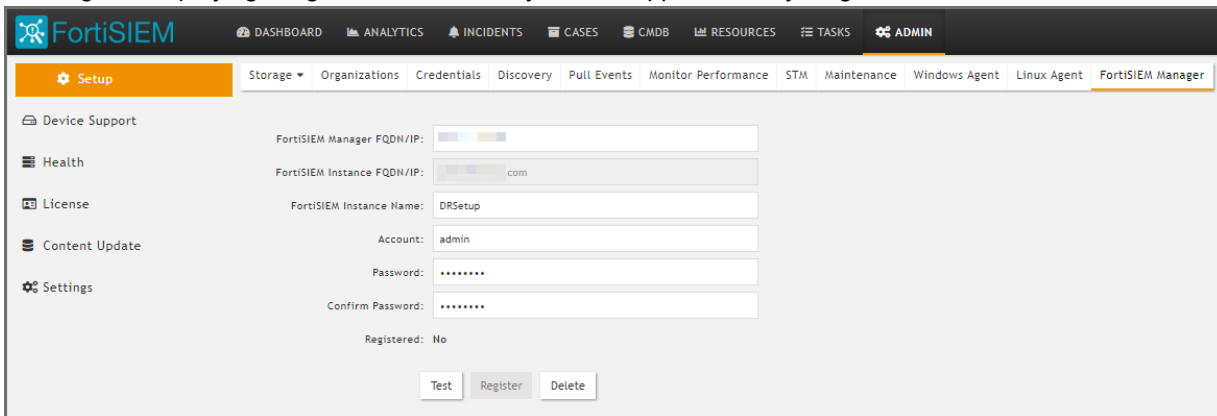 FortiSIEM
DASHBOARD ANALYTICS INCIDENTS CASES CMDB RESOURCES TASKS ADMIN
Setup
Storage Organizations Credentials Discovery Pull Events Monitor Performance STM Maintenance Windows Agent Linux Agent FortiSIEM Manager
Device Support
Health
License
Content Update
Settings
FortiSIEM Manager FQDN/IP:
FortiSIEM Instance FQDN/IP: com
FortiSIEM Instance Name: DRSetup
Account: admin
Password: ••••••••
Confirm Password: ••••••••
Registered: No
Test Register Delete